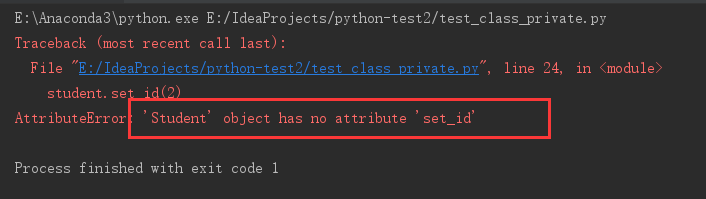 E:\Anaconda3\python.exe E:/IdeaProjects/python-test2/test_class_private.py
Traceback (most recent call last):
  File "E:/IdeaProjects/python-test2/test_class_private.py", line 24, in <module>
    student.set_id(2)
AttributeError: 'Student' object has no attribute 'set_id'
Process finished with exit code 1